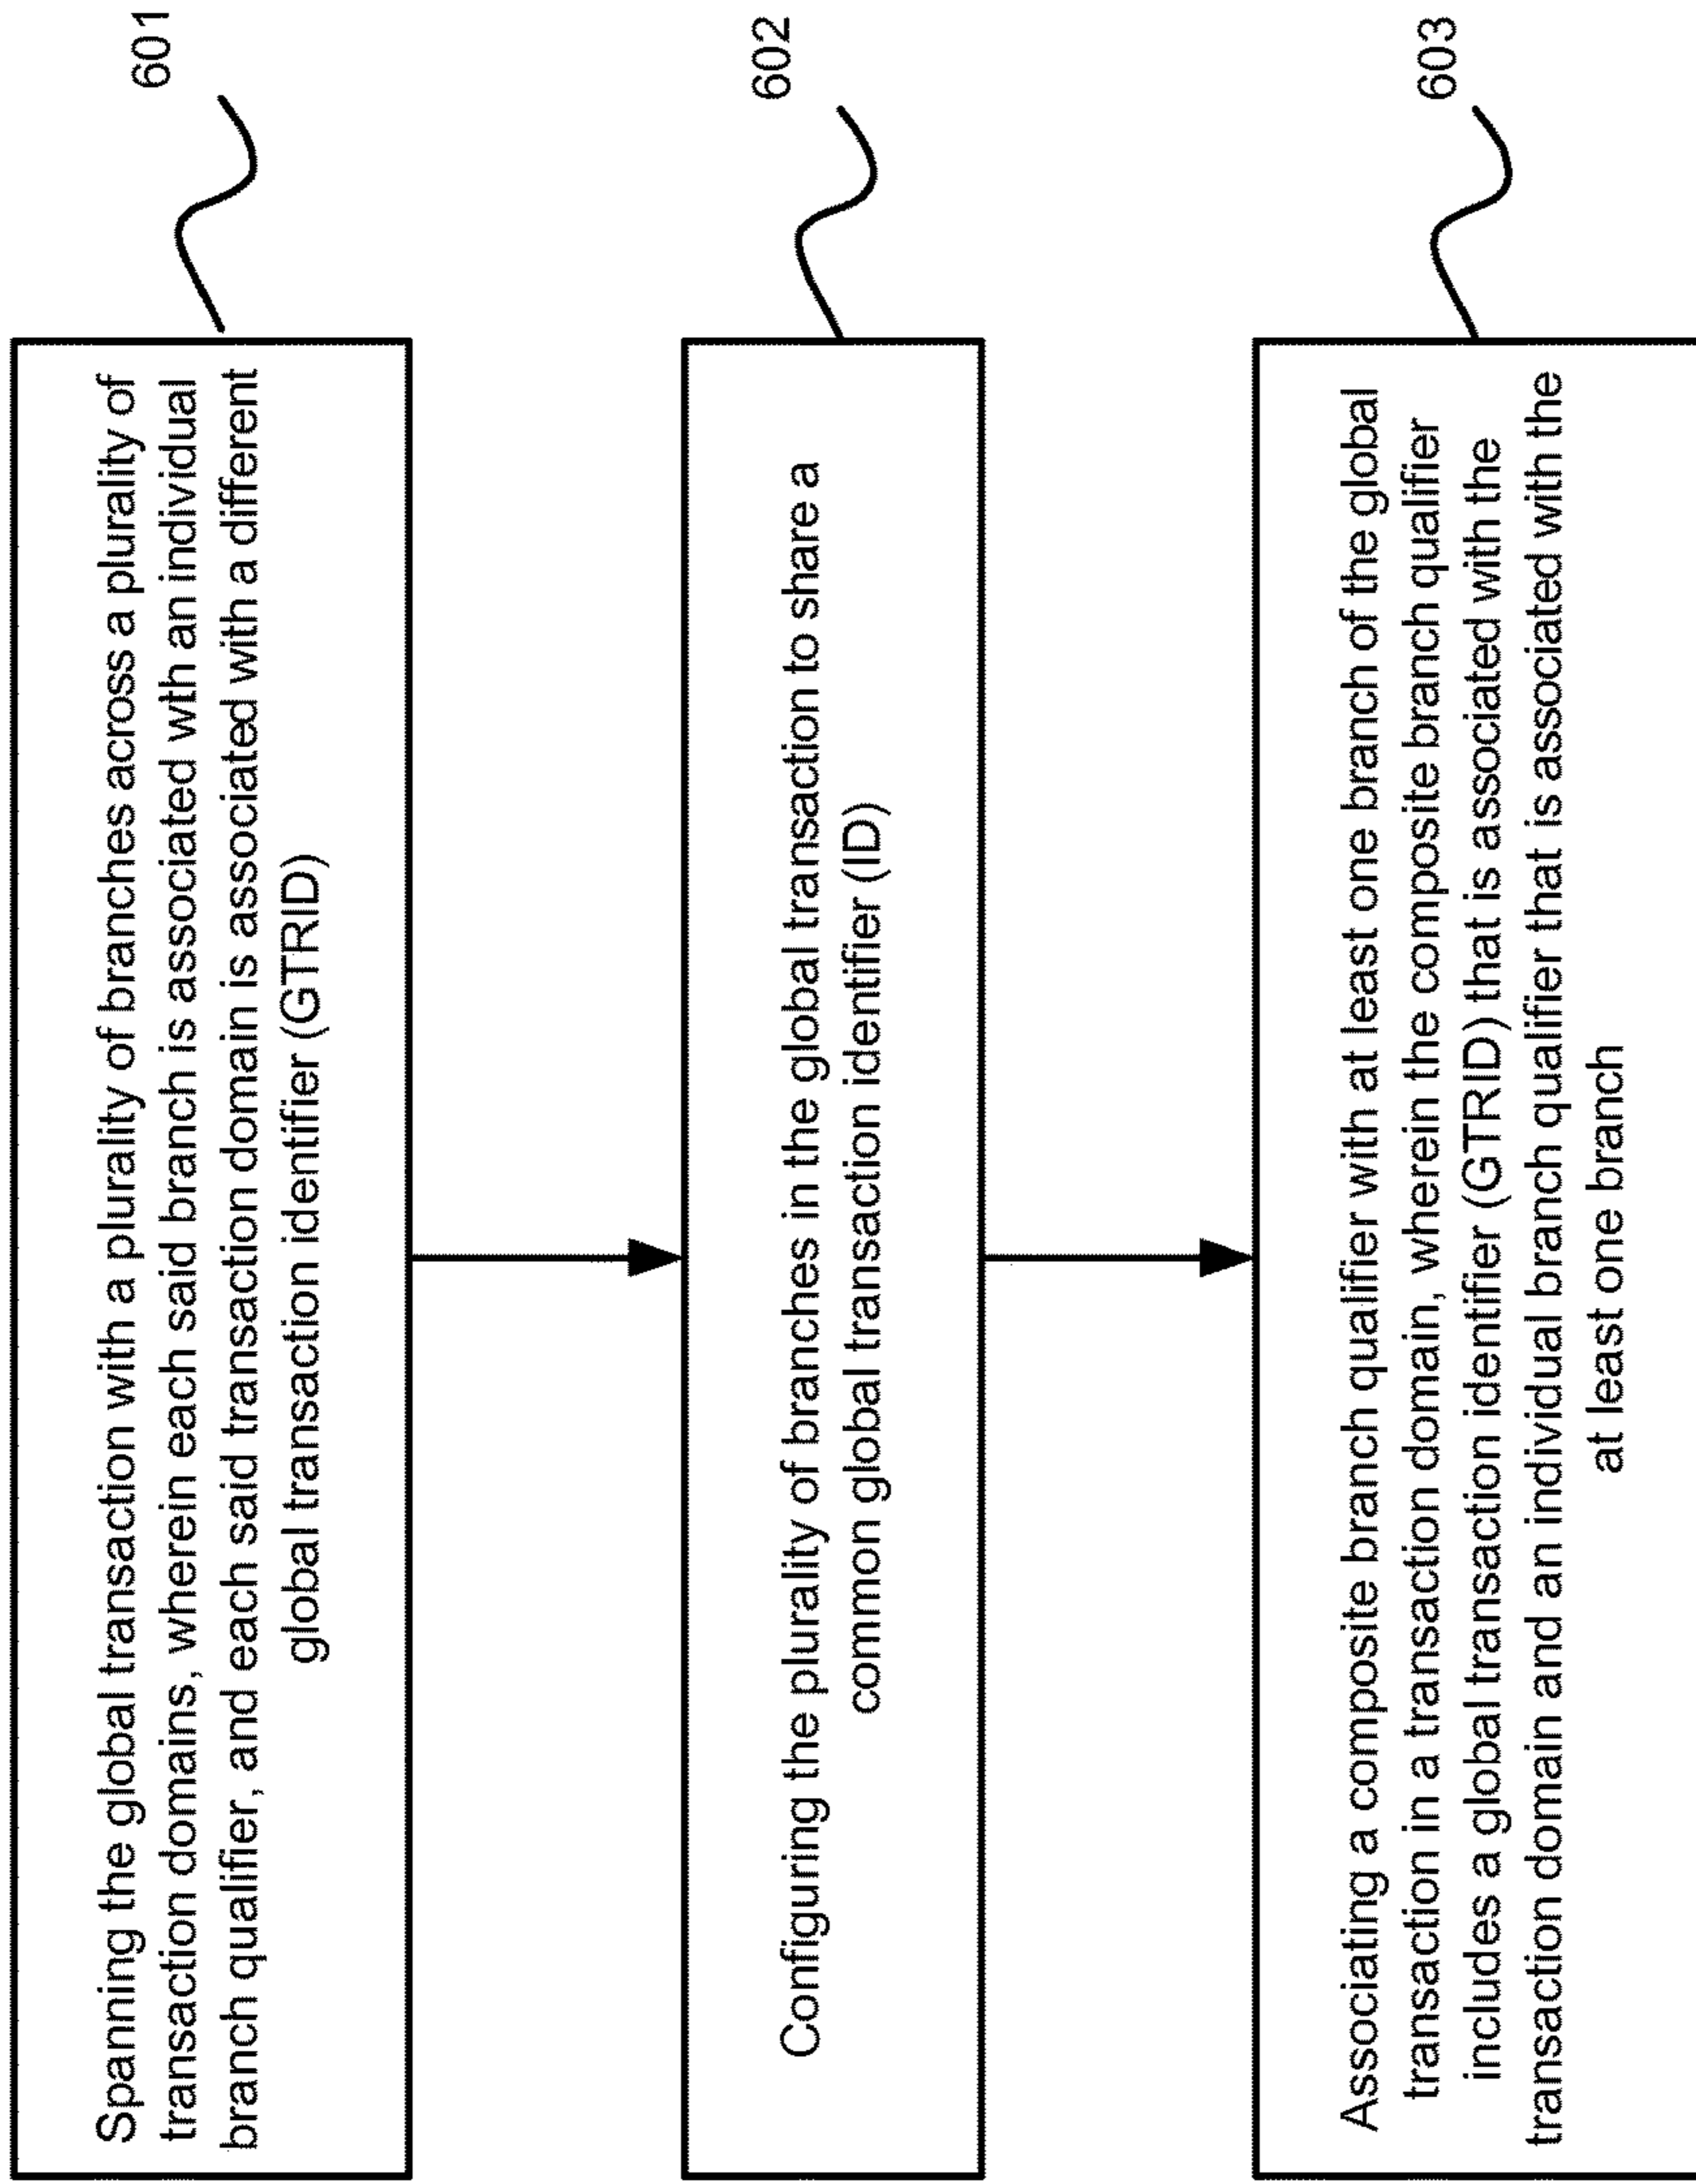 Spanning the global transaction with a plurality of branches across a plurality of
transaction domains, wherein each said branch is associated wth an individual
branch qualifier, and each said transaction domain is associated with a different
global transaction identifier (GTRID)
601
Configuring the plurality of branches in the global transaction to share a
common global transaction identifier (ID)
602
Associating a composite branch qualifier with at least one branch of the global
transaction in a transaction domain, wherein the composite branch qualifier
includes a global transaction identifier (GTRID) that is associated with the
transaction domain and an individual branch qualifier that is associated with the
at least one branch
603